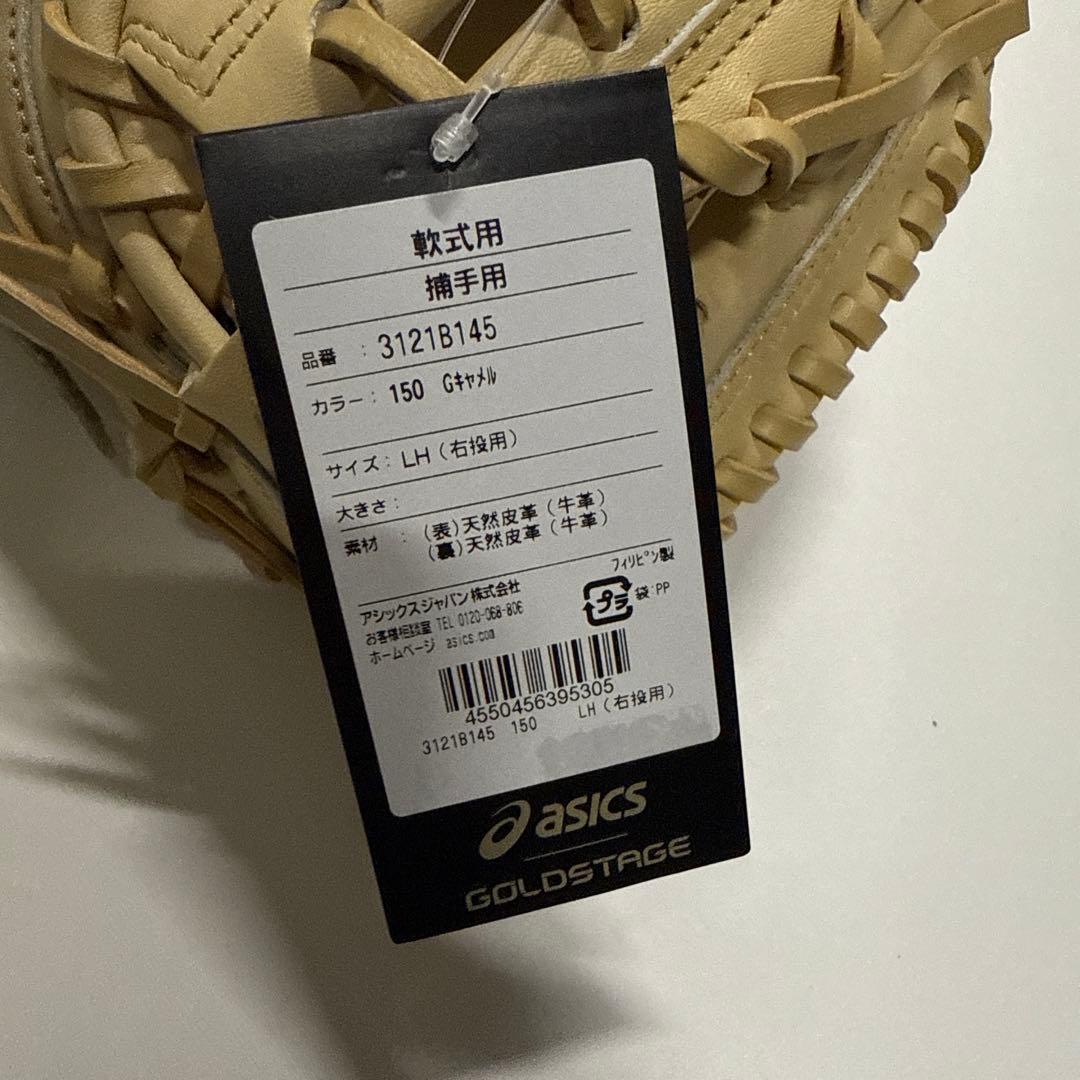 軟式用
捕手用
品番 : 3121B145
カラー : 150 Gキャメル
サイズ : LH (右投用)
大きさ :
素材 : (表)天然皮革 (牛革)
(裏)天然皮革 (牛革)
フィリピン製
アシックスジャパン株式会社
お客様相談室 TEL 0120-068-806
ホームページ asics.com
プラ 袋:PP
4550456395305
3121B145 150 LH (右投用)
asics
GOLDSTAGE